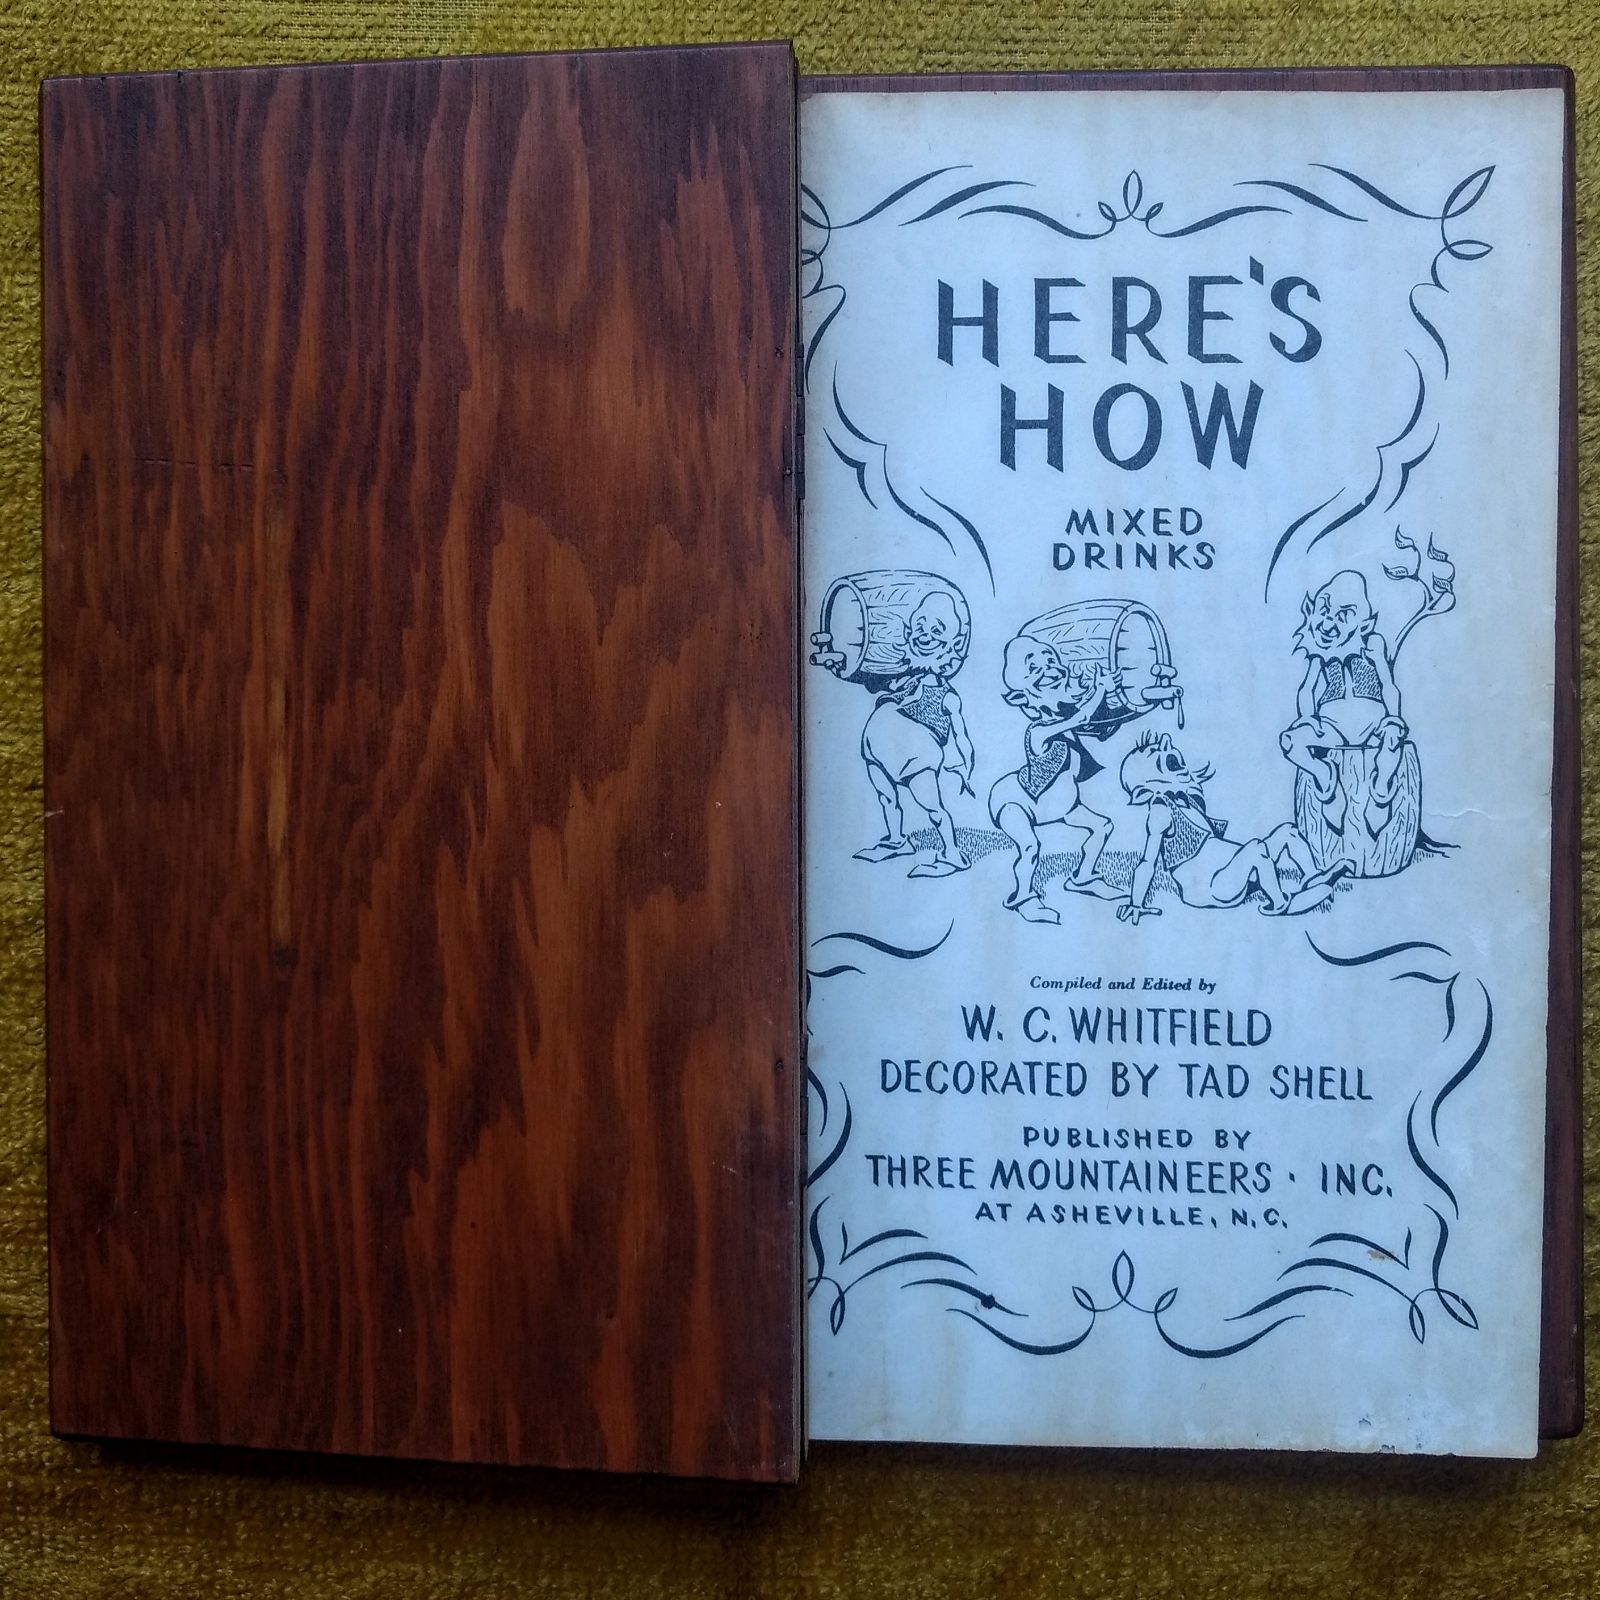 HERE'S
HOW
MIXED
DRINKS
Compiled and Edited by
W. C. WHITFIELD
DECORATED BY TAD SHELL
PUBLISHED BY
THREE MOUNTAINEERS · INC.
AT ASHEVILLE, N.C.